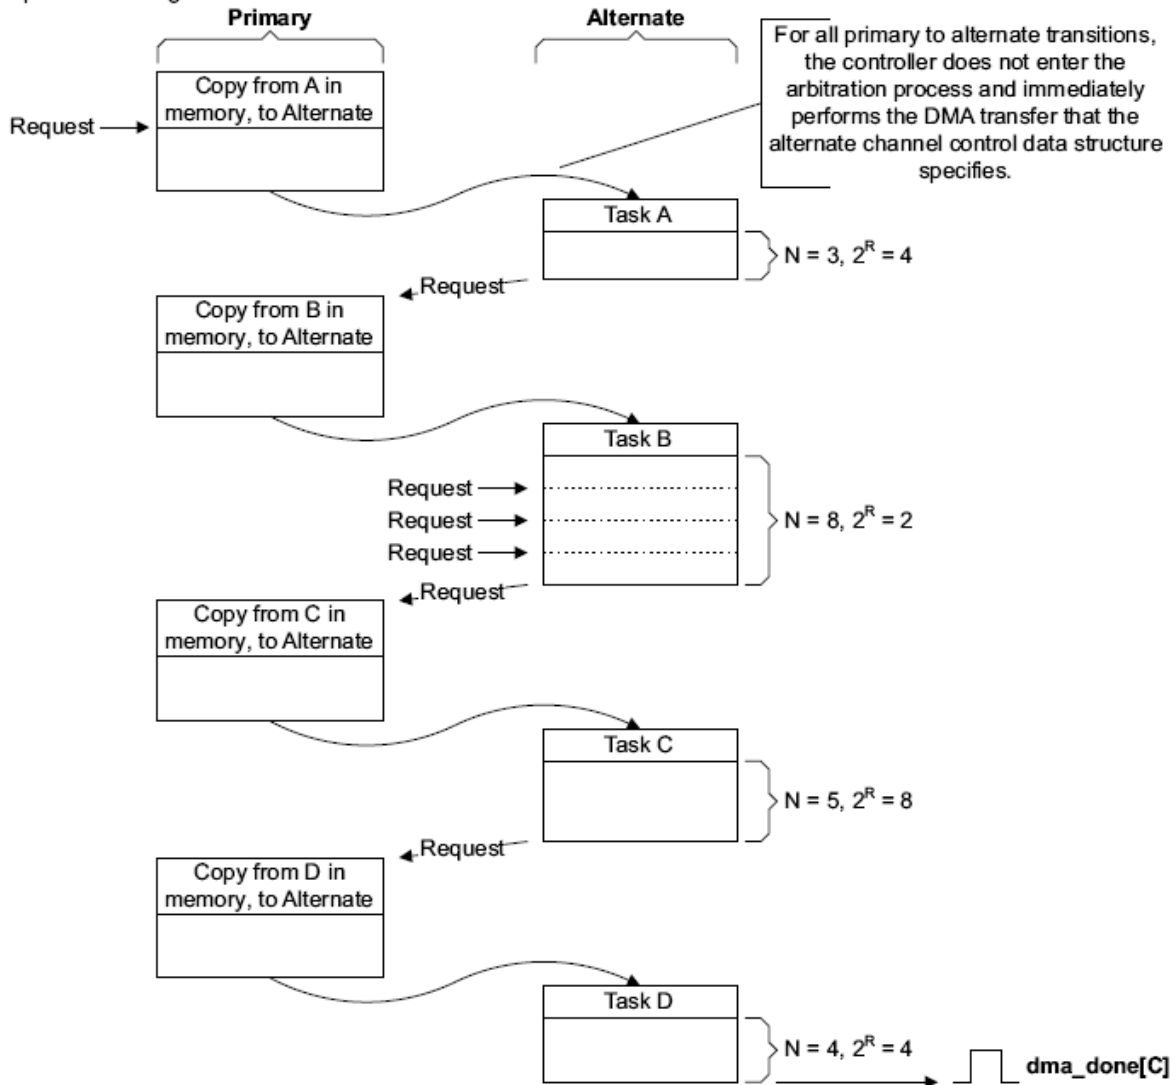 Primary
Alternate
For all primary to alternate transitions,
the controller does not enter the
arbitration process and immediately
performs the DMA transfer that the
alternate channel control data structure
specifies.
Copy from A in
memory, to Alternate
Request
Task A
N = 3, 2^R = 4
Request
Copy from B in
memory, to Alternate
Task B
Request
Request
Request
N = 8, 2^R = 2
Request
Copy from C in
memory, to Alternate
Task C
N = 5, 2^R = 8
Request
Copy from D in
memory, to Alternate
Task D
N = 4, 2^R = 4
dma_done[C]